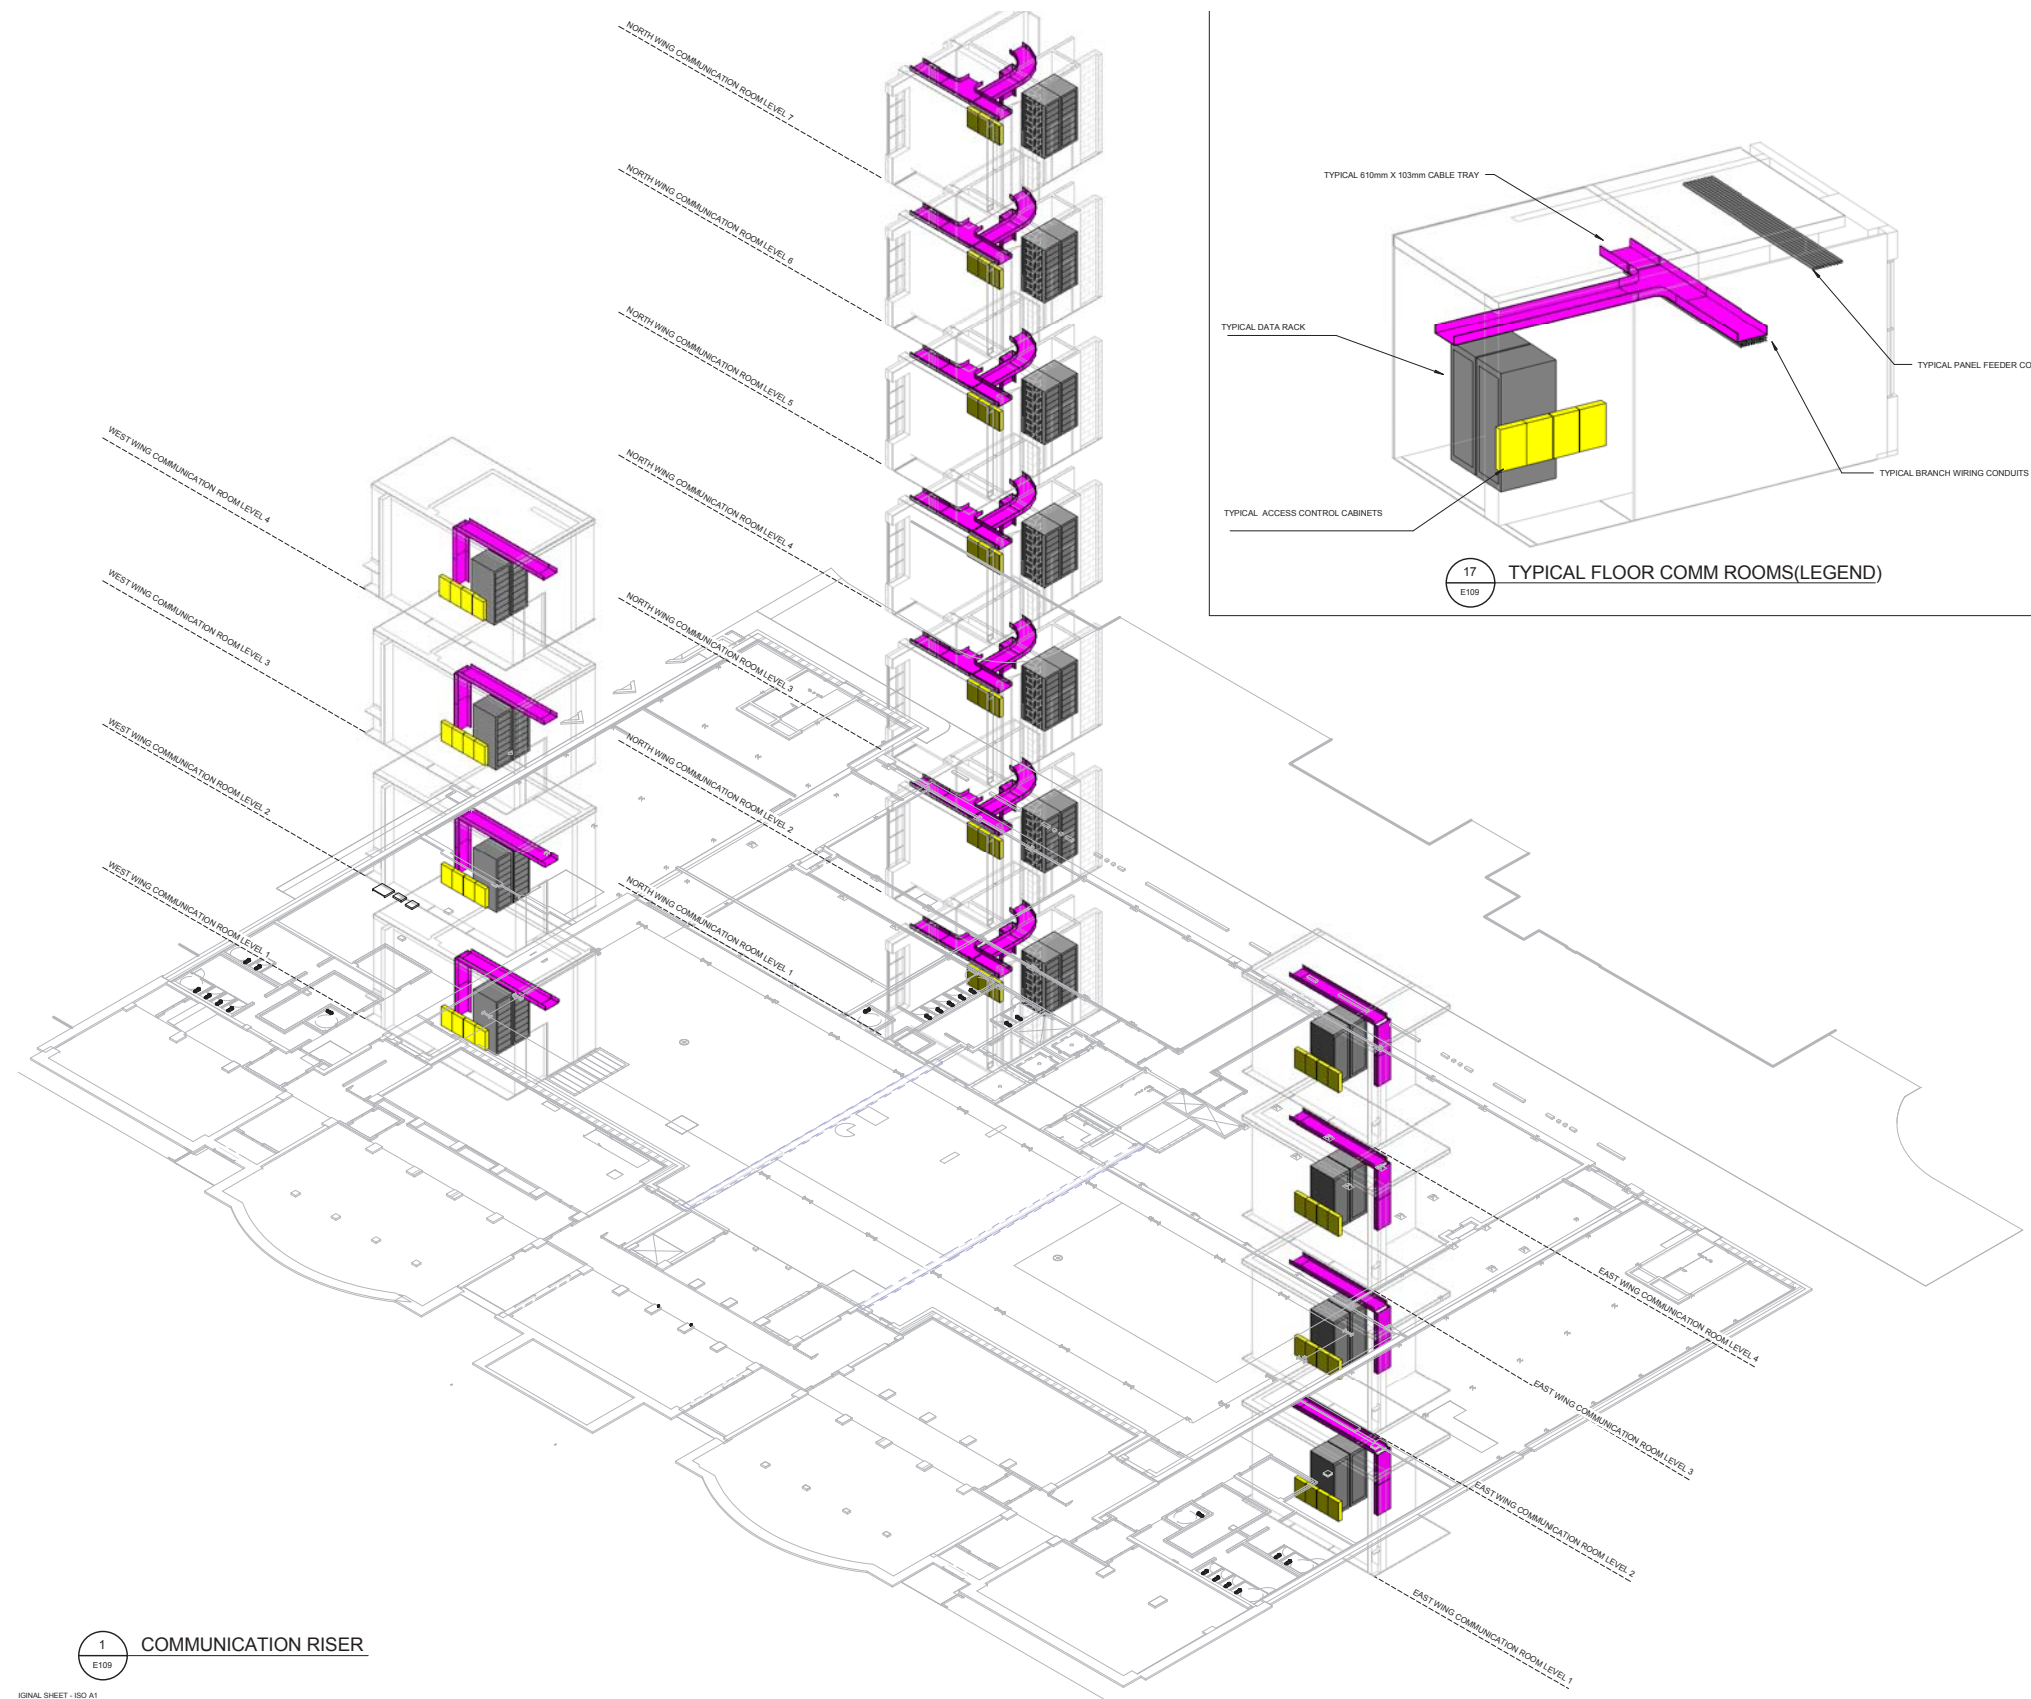 NORTH WING COMMUNICATION ROOM LEVEL 7
NORTH WING COMMUNICATION ROOM LEVEL 6
NORTH WING COMMUNICATION ROOM LEVEL 5
NORTH WING COMMUNICATION ROOM LEVEL 4
NORTH WING COMMUNICATION ROOM LEVEL 3
NORTH WING COMMUNICATION ROOM LEVEL 2
NORTH WING COMMUNICATION ROOM LEVEL 1
WEST WING COMMUNICATION ROOM LEVEL 4
WEST WING COMMUNICATION ROOM LEVEL 3
WEST WING COMMUNICATION ROOM LEVEL 2
WEST WING COMMUNICATION ROOM LEVEL 1
TYPICAL 610mm X 103mm CABLE TRAY
TYPICAL DATA RACK
TYPICAL PANEL FEEDER CO
TYPICAL BRANCH WIRING CONDUITS
TYPICAL ACCESS CONTROL CABINETS
17
E109
TYPICAL FLOOR COMM ROOMS(LEGEND)
EAST WING COMMUNICATION ROOM LEVEL 4
EAST WING COMMUNICATION ROOM LEVEL 3
EAST WING COMMUNICATION ROOM LEVEL 2
EAST WING COMMUNICATION ROOM LEVEL 1
1
E109
COMMUNICATION RISER
IGINAL SHEET - ISO A1